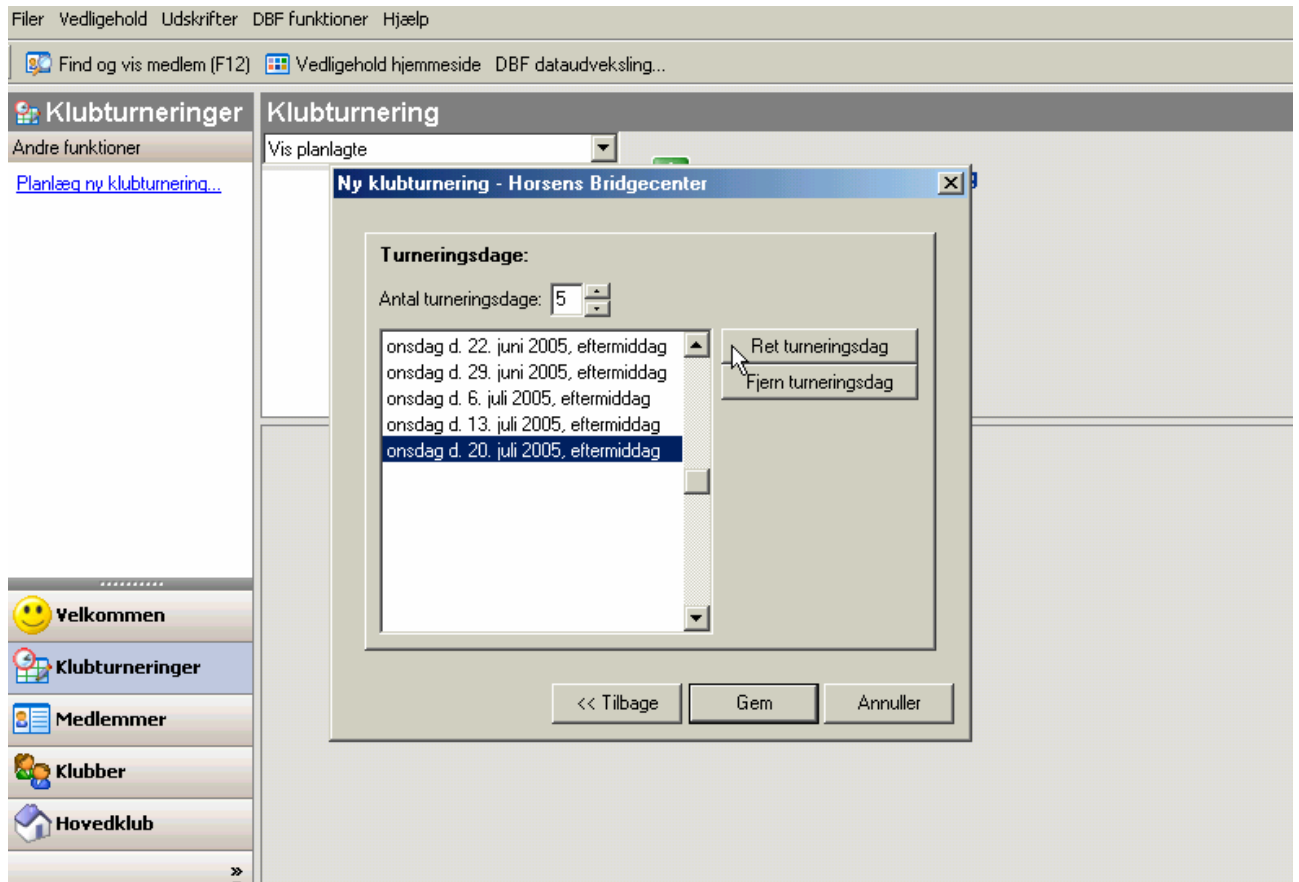 Filer Vedligehold Udskrifter DBF funktioner Hjælp
Find og vis medlem (F12) Vedligehold hjemmeside DBF dataudveksling...
Klubturneringer
Andre funktioner
Planlæg ny klubturnering...
Klubturnering
Vis planlagte
Ny klubturnering - Horsens Bridgecenter
Turneringsdage:
Antal turneringsdage: 5
onsdag d. 22. juni 2005, eftermiddag
onsdag d. 29. juni 2005, eftermiddag
onsdag d. 6. juli 2005, eftermiddag
onsdag d. 13. juli 2005, eftermiddag
onsdag d. 20. juli 2005, eftermiddag
Ret turneringsdag
Fjern turneringsdag
<< Tilbage Gem Annuller
Velkommen
Klubturneringer
Medlemmer
Klubber
Hovedklub
»